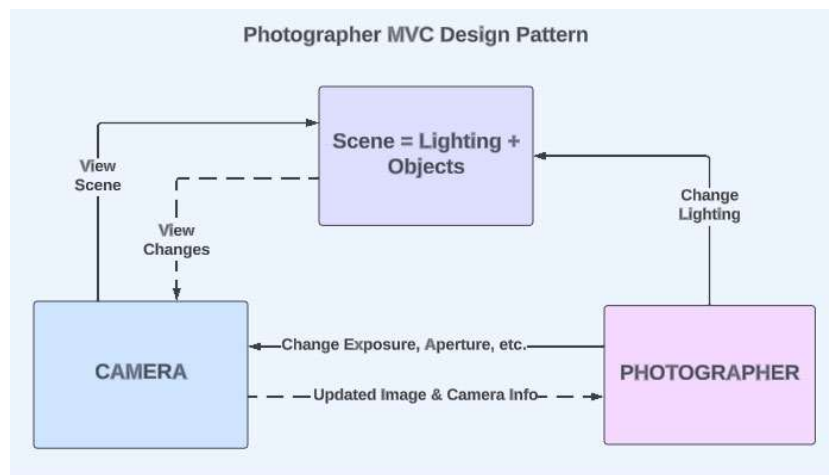 Photographer MVC Design Pattern
Scene = Lighting +
Objects
View
Scene
View
Changes
Change
Lighting
CAMERA
Change Exposure, Aperture, etc.
Updated Image & Camera Info
PHOTOGRAPHER